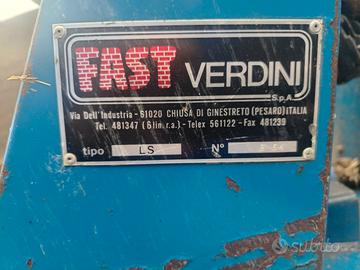 FAST VERDINI
S.p.A.
Via Dell'Industria - 61020 CHIUSA DI GINESTRETO (PESARO) ITALIA
Tel. 481347 (6 lin. r.a.) - Telex 561122 - Fax 481239
tipo LS N°
subito